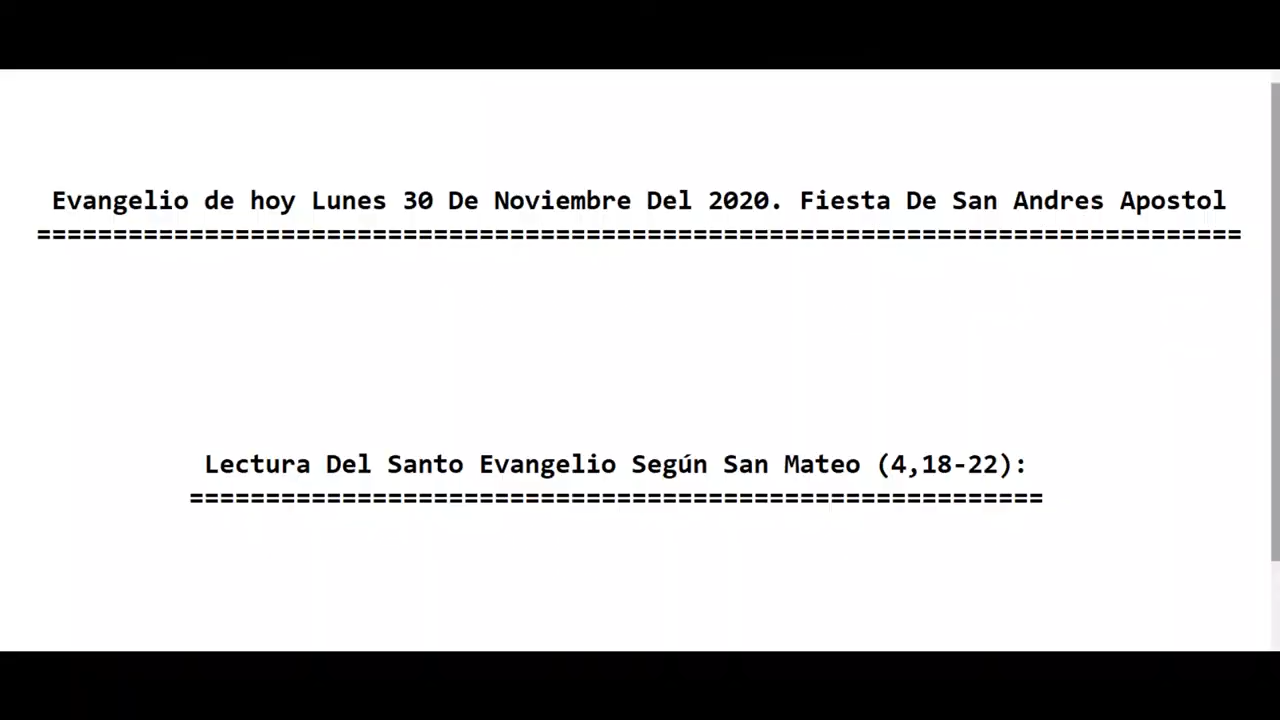 Evangelio de hoy Lunes 30 De Noviembre Del 2020. Fiesta De San Andres Apostol
===============================================================================
Lectura Del Santo Evangelio Según San Mateo (4,18-22):
========================================================